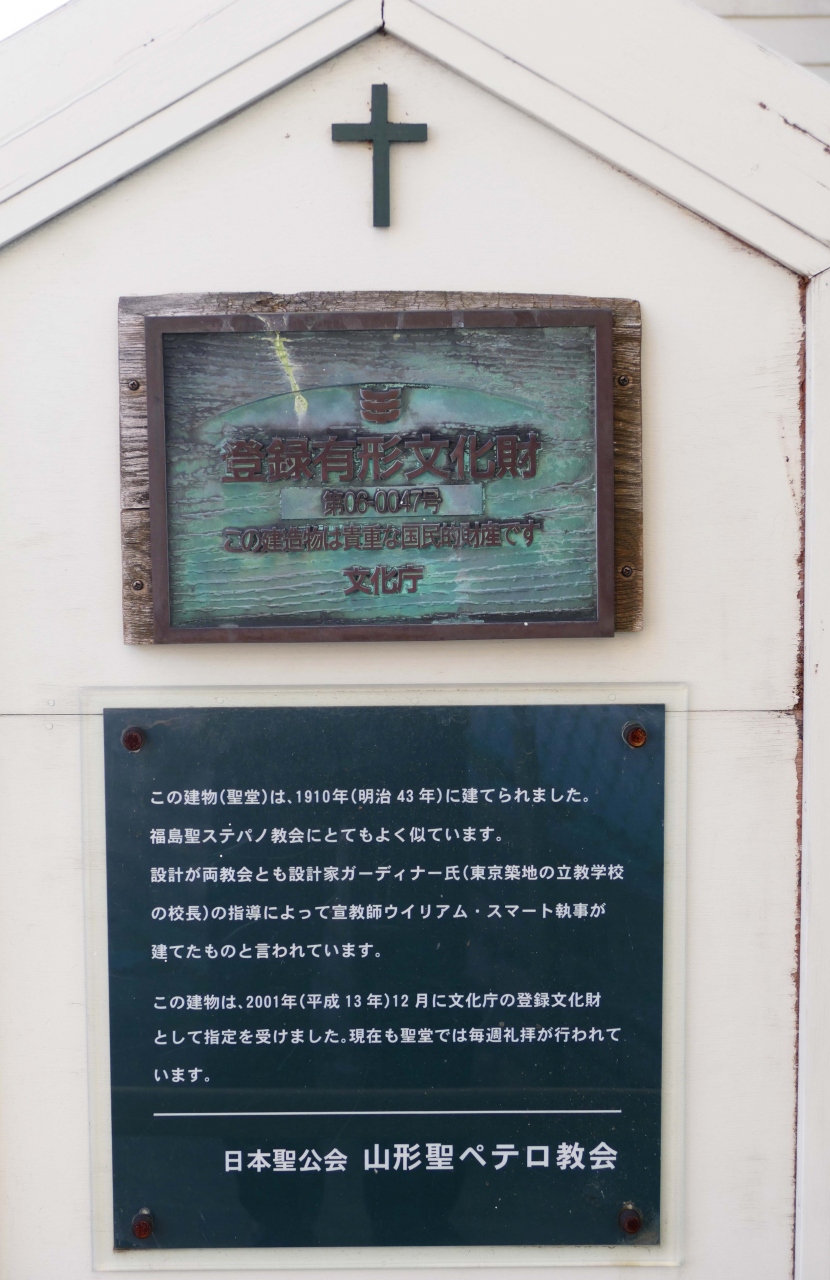 登録有形文化財
第06-0047号
この建造物は貴重な国民的財産です
文化庁
この建物(聖堂)は、1910年(明治 43 年)に建てられました。
福島聖ステパノ教会にとてもよく似ています。
設計が両教会とも設計家ガーディナー氏(東京築地の立教学校
の校長)の指導によって宣教師ウイリアム・スマート執事が
建てたものと言われています。
この建物は、2001年(平成 13 年)12 月に文化庁の登録文化財
として指定を受けました。現在も聖堂では毎週礼拝が行われて
います。
日本聖公会 山形聖ペテロ教会